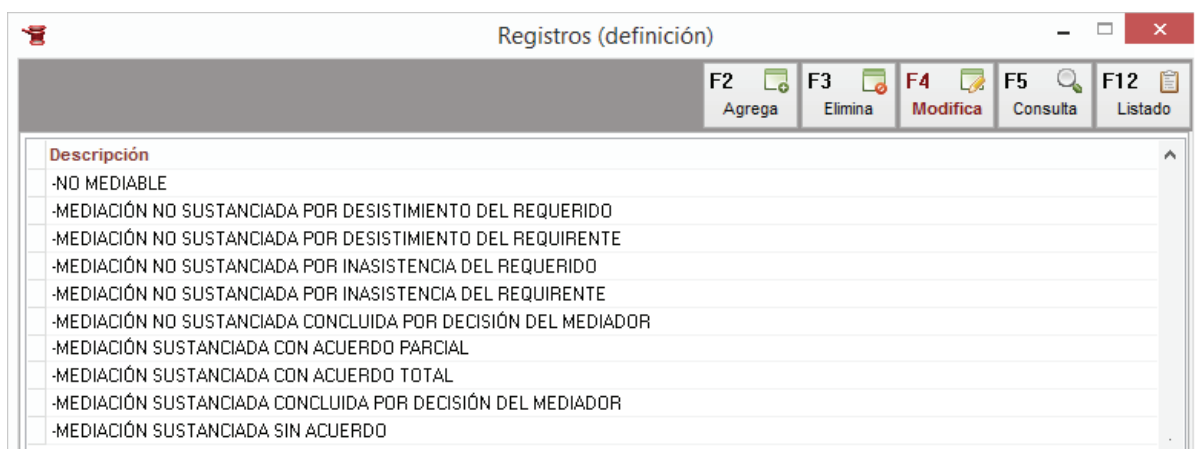 Registros (definición)
F2 F3 F4 F5 F12
Agrega Elimina Modifica Consulta Listado
Descripción
-NO MEDIABLE
-MEDIACIÓN NO SUSTANCIADA POR DESISTIMIENTO DEL REQUERIDO
-MEDIACIÓN NO SUSTANCIADA POR DESISTIMIENTO DEL REQUIRENTE
-MEDIACIÓN NO SUSTANCIADA POR INASISTENCIA DEL REQUERIDO
-MEDIACIÓN NO SUSTANCIADA POR INASISTENCIA DEL REQUIRENTE
-MEDIACIÓN NO SUSTANCIADA CONCLUIDA POR DECISIÓN DEL MEDIADOR
-MEDIACIÓN SUSTANCIADA CON ACUERDO PARCIAL
-MEDIACIÓN SUSTANCIADA CON ACUERDO TOTAL
-MEDIACIÓN SUSTANCIADA CONCLUIDA POR DECISIÓN DEL MEDIADOR
-MEDIACIÓN SUSTANCIADA SIN ACUERDO